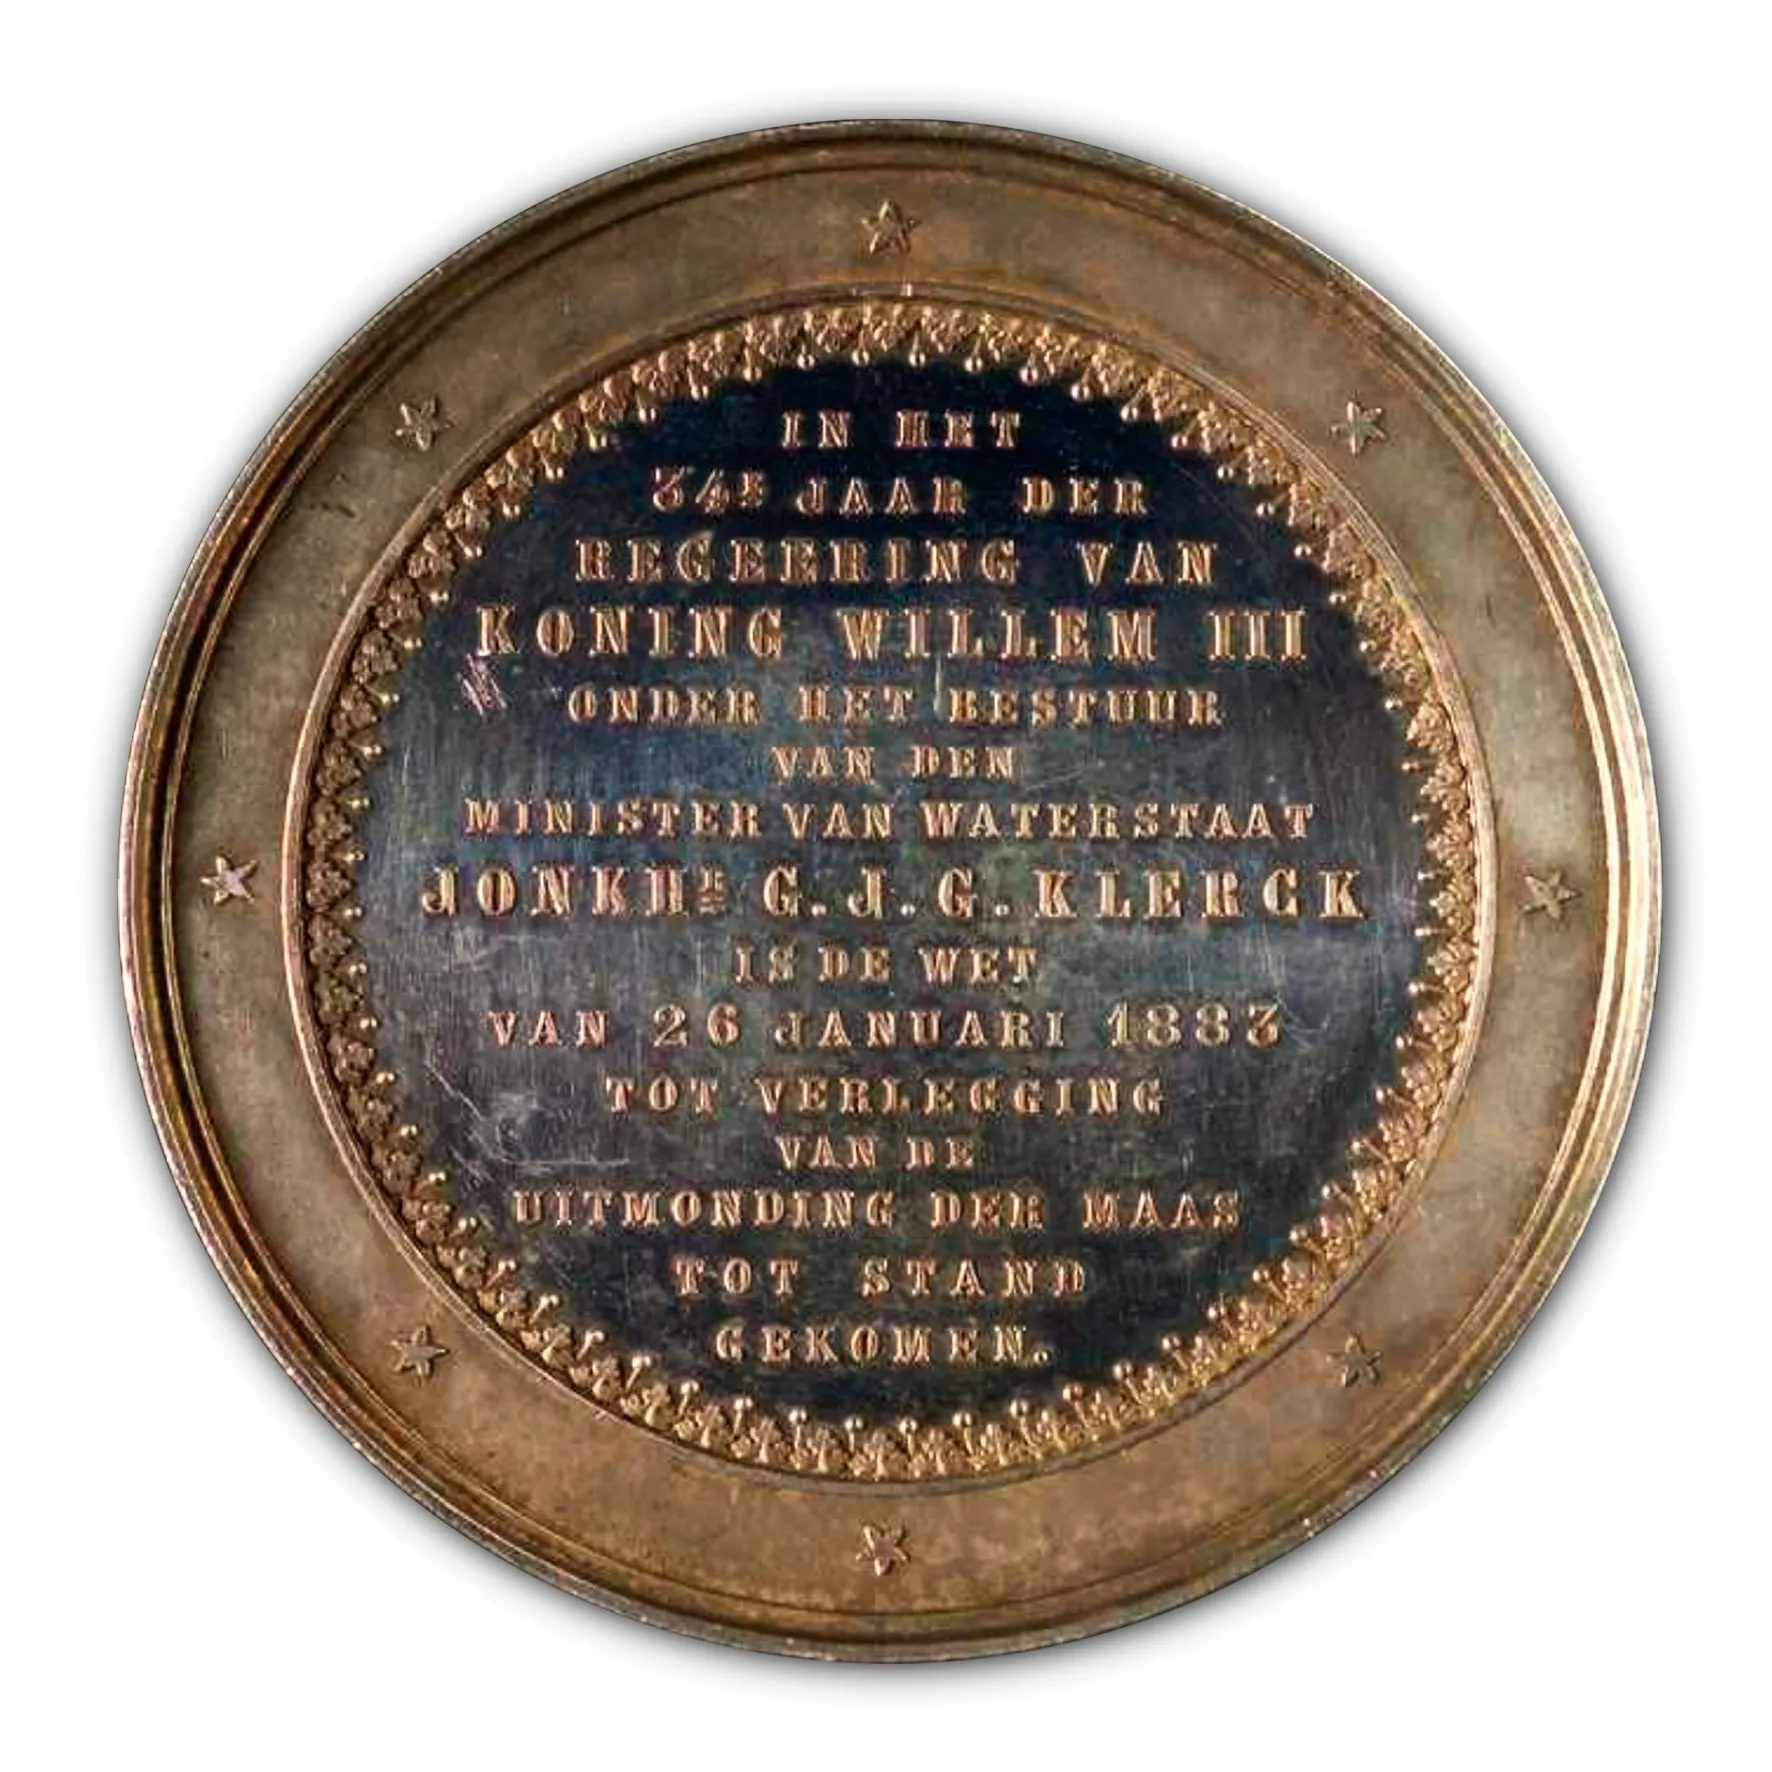 IN HET
34E JAAR DER
REGEERING VAN
KONING WILLEM III
ONDER HET BESTUUR
VAN DEN
MINISTER VAN WATERSTAAT
JONKHR G.J.G. KLERCK
IS DE WET
VAN 26 JANUARI 1883
TOT VERLEGGING
VAN DE
UITMONDING DER MAAS
TOT STAND
GEKOMEN.